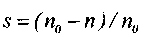 s = (n₀ - n) / n₀